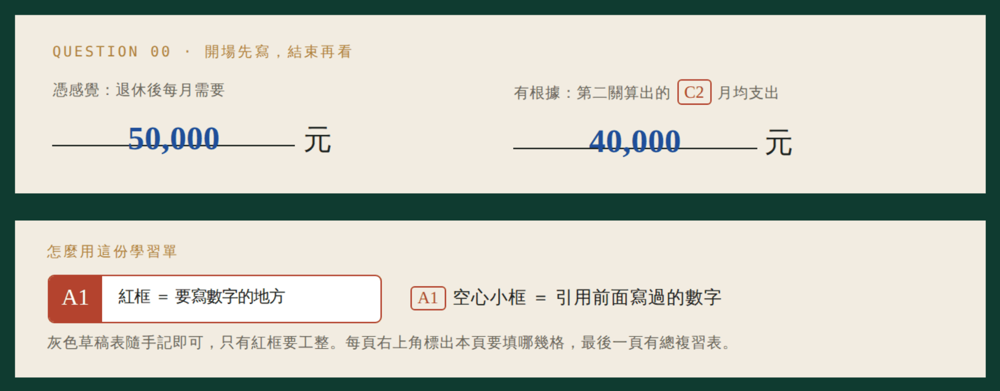 QUESTION 00 · 開場先寫，結束再看
憑感覺：退休後每月需要
50,000 元
有根據：第二關算出的 C2 月均支出
40,000 元
怎麼用這份學習單
A1 紅框 = 要寫數字的地方
A1 空心小框 = 引用前面寫過的數字
灰色草稿表隨手記即可，只有紅框要工整。每頁右上角標出本頁要填哪幾格，最後一頁有總複習表。